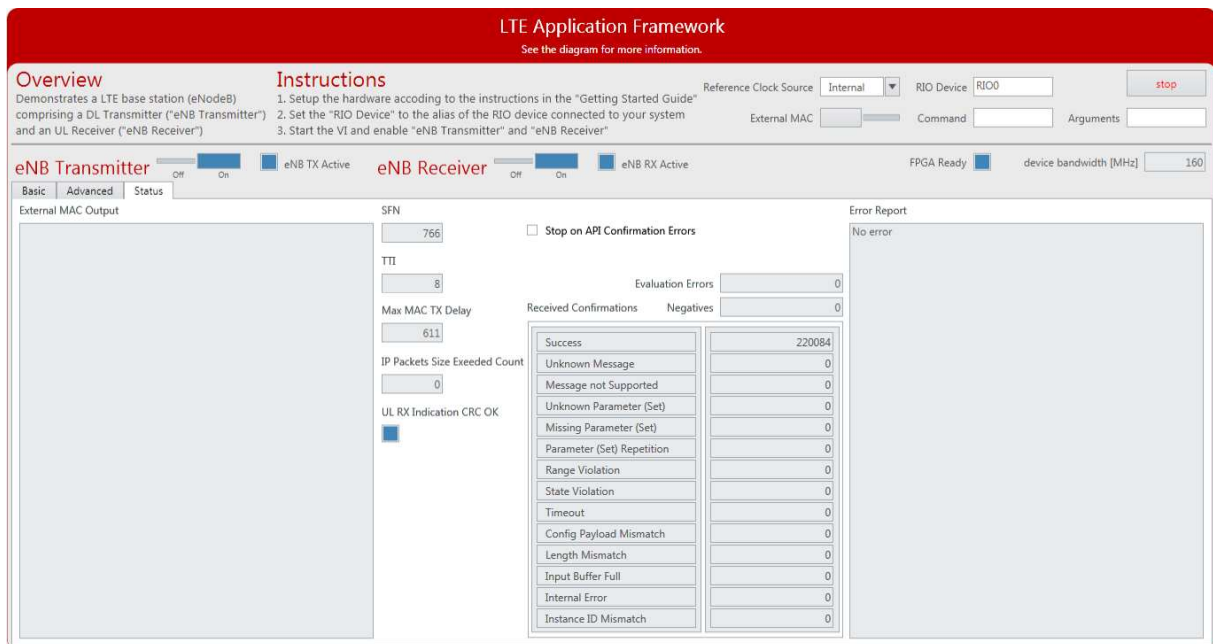 LTE Application Framework
See the diagram for more information.
Overview
Demonstrates a LTE base station (eNodeB)
comprising a DL Transmitter ("eNB Transmitter")
and an UL Receiver ("eNB Receiver")
Instructions
1. Setup the hardware accoding to the instructions in the "Getting Started Guide"
2. Set the "RIO Device" to the alias of the RIO device connected to your system
3. Start the VI and enable "eNB Transmitter" and "eNB Receiver"
Reference Clock Source Internal
RIO Device RIO0
stop
External MAC
Command
Arguments
eNB Transmitter Off On eNB TX Active
eNB Receiver Off On eNB RX Active
FPGA Ready
device bandwidth [MHz] 160
Basic Advanced Status
External MAC Output
SFN
766
TTI
8
Max MAC TX Delay
611
IP Packets Size Exeeded Count
0
UL RX Indication CRC OK
Stop on API Confirmation Errors
Evaluation Errors 0
Received Confirmations Negatives 0
Success 220084
Unknown Message 0
Message not Supported 0
Unknown Parameter (Set) 0
Missing Parameter (Set) 0
Parameter (Set) Repetition 0
Range Violation 0
State Violation 0
Timeout 0
Config Payload Mismatch 0
Length Mismatch 0
Input Buffer Full 0
Internal Error 0
Instance ID Mismatch 0
Error Report
No error